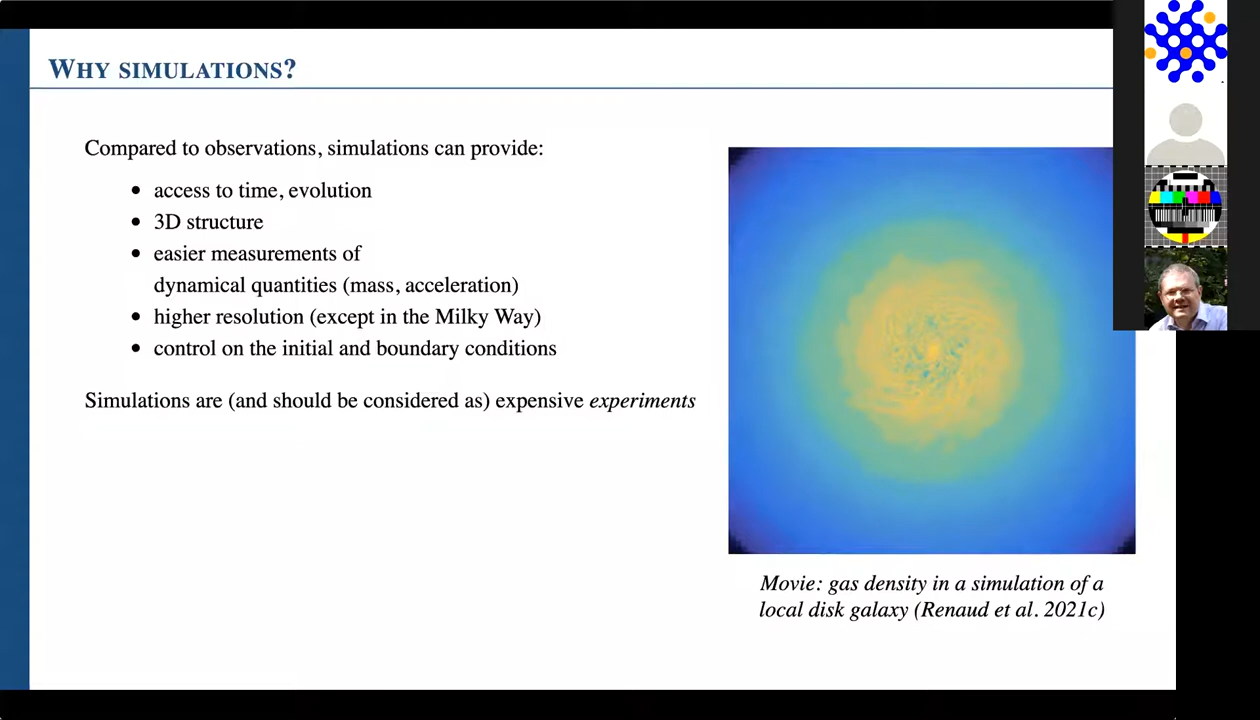 WHY SIMULATIONS?
Compared to observations, simulations can provide:
• access to time, evolution
• 3D structure
• easier measurements of
dynamical quantities (mass, acceleration)
• higher resolution (except in the Milky Way)
• control on the initial and boundary conditions
Simulations are (and should be considered as) expensive experiments
Movie: gas density in a simulation of a
local disk galaxy (Renaud et al. 2021c)